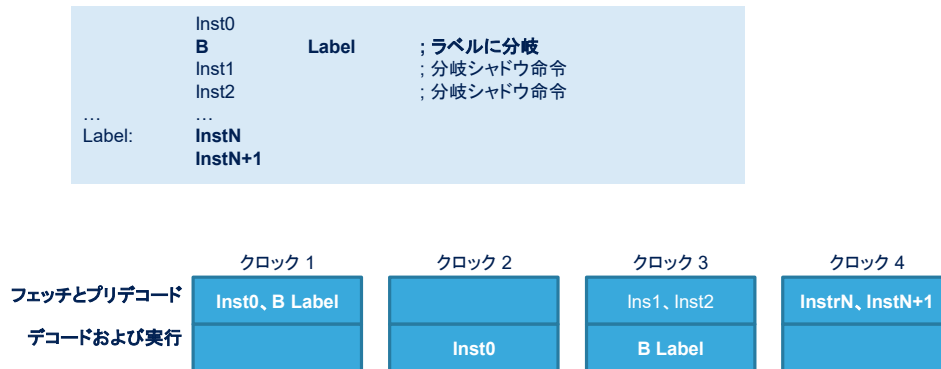 Inst0
B Label ; ラベルに分岐
Inst1 ; 分岐シャドウ命令
Inst2 ; 分岐シャドウ命令
… …
Label: InstN
InstN+1
クロック 1 クロック 2 クロック 3 クロック 4
フェッチとプリデコード Inst0、B Label Ins1、Inst2 InstrN、InstN+1
デコードおよび実行 Inst0 B Label